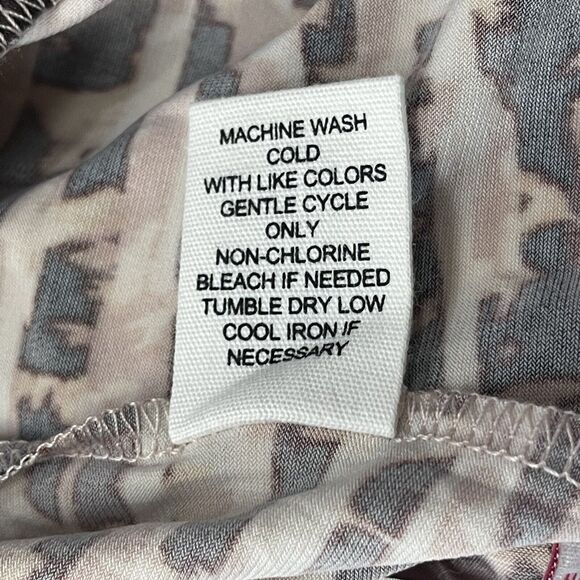 MACHINE WASH
COLD
WITH LIKE COLORS
GENTLE CYCLE
ONLY
NON-CHLORINE
BLEACH IF NEEDED
TUMBLE DRY LOW
COOL IRON IF
NECESSARY